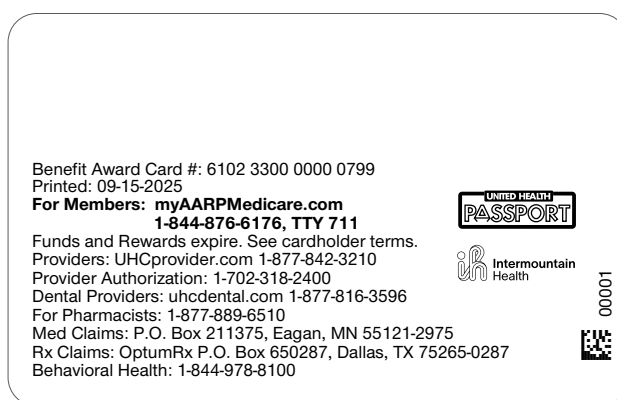 Benefit Award Card #: 6102 3300 0000 0799
Printed: 09-15-2025
For Members: myAARPMedicare.com
1-844-876-6176, TTY 711
Funds and Rewards expire. See cardholder terms.
Providers: UHCprovider.com 1-877-842-3210
Provider Authorization: 1-702-318-2400
Dental Providers: uhcdental.com 1-877-816-3596
For Pharmacists: 1-877-889-6510
Med Claims: P.O. Box 211375, Eagan, MN 55121-2975
Rx Claims: OptumRx P.O. Box 650287, Dallas, TX 75265-0287
Behavioral Health: 1-844-978-8100
UNITED HEALTH
PASSPORT
ih
Intermountain
Health
00001